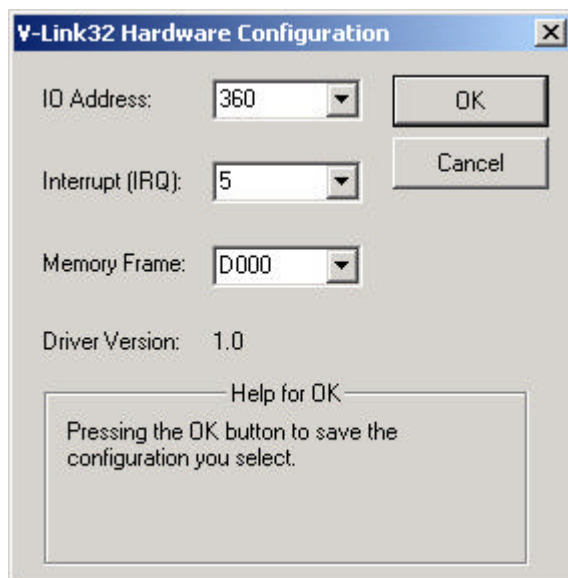 V-Link32 Hardware Configuration
IO Address: 360 OK
Interrupt (IRQ): 5 Cancel
Memory Frame: D000
Driver Version: 1.0
Help for OK
Pressing the OK button to save the
configuration you select.